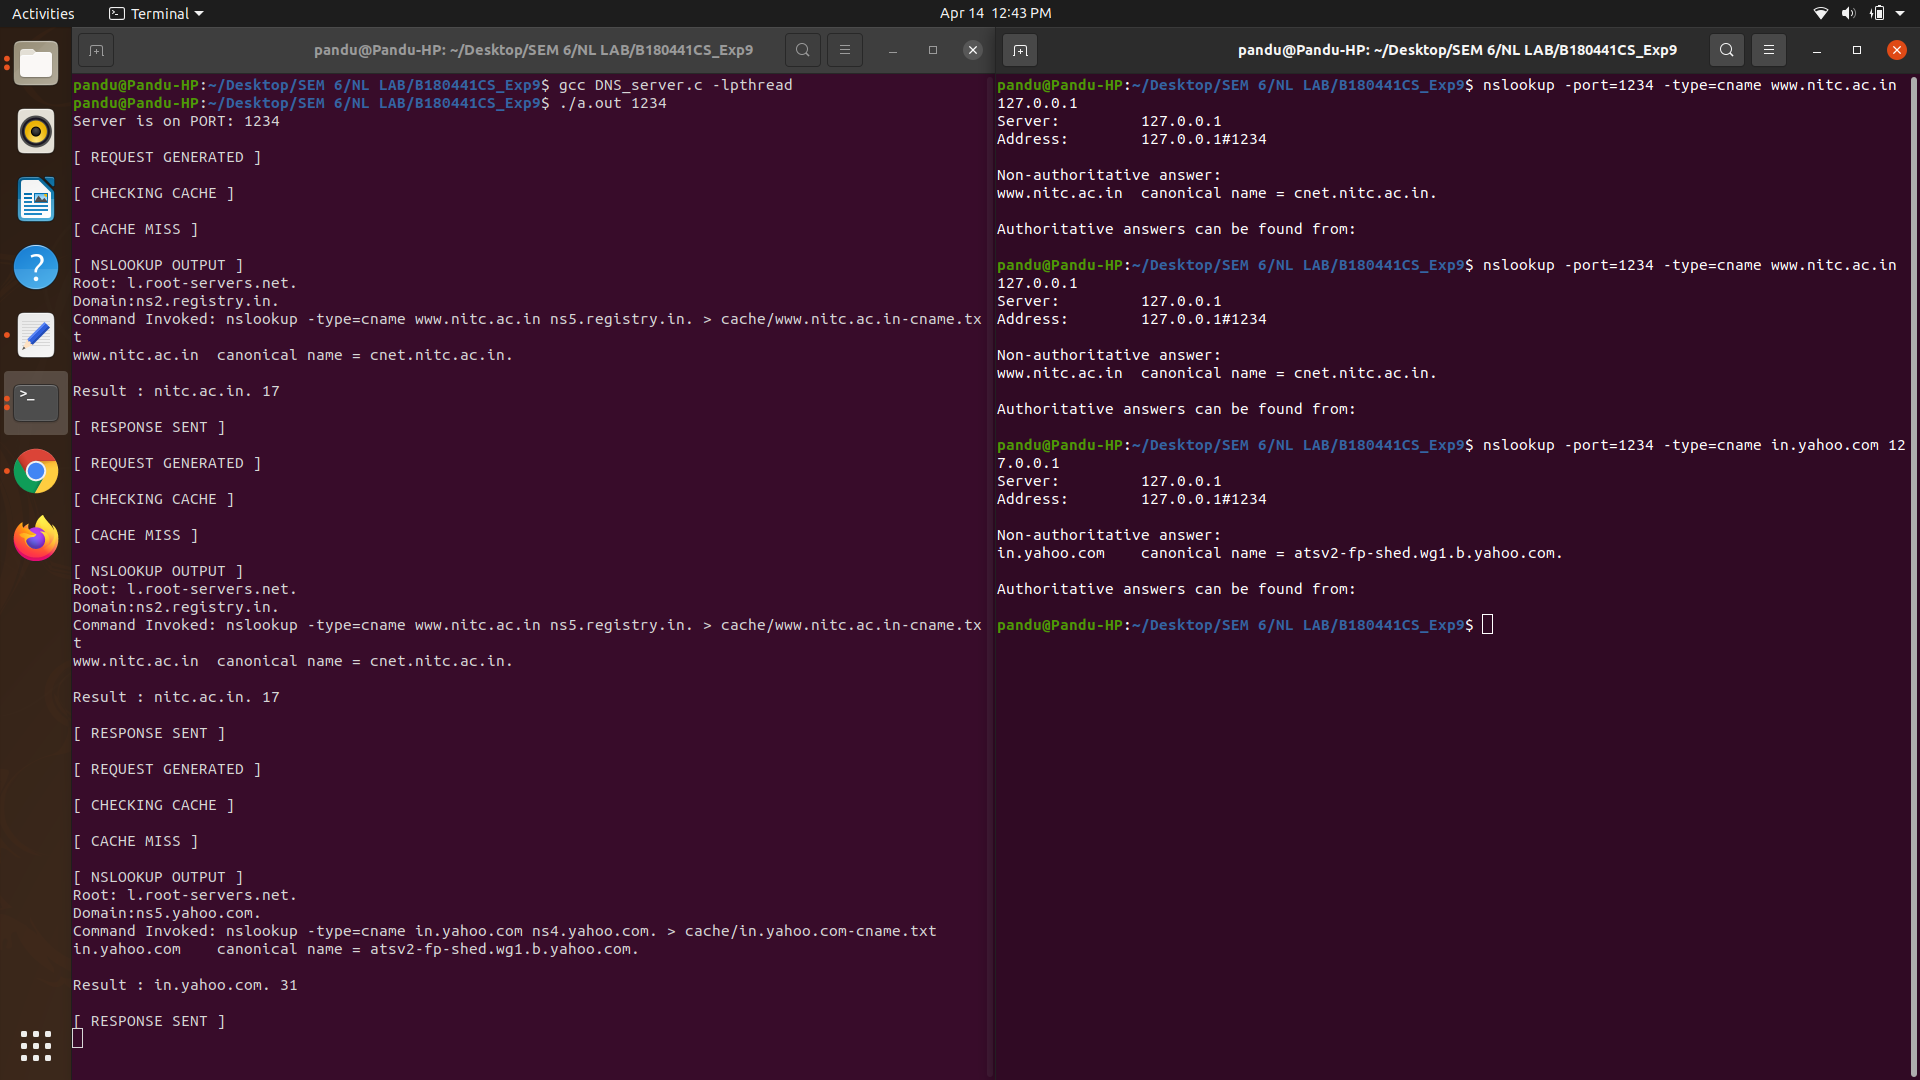 Activities
Terminal
Apr 14 12:43 PM
pandu@Pandu-HP: ~/Desktop/SEM 6/NL LAB/B180441CS_Exp9
pandu@Pandu-HP:~/Desktop/SEM 6/NL LAB/B180441CS_Exp9$ gcc DNS_server.c -lpthread
pandu@Pandu-HP:~/Desktop/SEM 6/NL LAB/B180441CS_Exp9$ ./a.out 1234
Server is on PORT: 1234
[ REQUEST GENERATED ]
[ CHECKING CACHE ]
[ CACHE MISS ]
[ NSLOOKUP OUTPUT ]
Root: l.root-servers.net.
Domain:ns2.registry.in.
Command Invoked: nslookup -type=cname www.nitc.ac.in ns5.registry.in. > cache/www.nitc.ac.in-cname.tx
t
www.nitc.ac.in  canonical name = cnet.nitc.ac.in.
Result : nitc.ac.in. 17
[ RESPONSE SENT ]
[ REQUEST GENERATED ]
[ CHECKING CACHE ]
[ CACHE MISS ]
[ NSLOOKUP OUTPUT ]
Root: l.root-servers.net.
Domain:ns2.registry.in.
Command Invoked: nslookup -type=cname www.nitc.ac.in ns5.registry.in. > cache/www.nitc.ac.in-cname.tx
t
www.nitc.ac.in  canonical name = cnet.nitc.ac.in.
Result : nitc.ac.in. 17
[ RESPONSE SENT ]
[ REQUEST GENERATED ]
[ CHECKING CACHE ]
[ CACHE MISS ]
[ NSLOOKUP OUTPUT ]
Root: l.root-servers.net.
Domain:ns5.yahoo.com.
Command Invoked: nslookup -type=cname in.yahoo.com ns4.yahoo.com. > cache/in.yahoo.com-cname.txt
in.yahoo.com    canonical name = atsv2-fp-shed.wg1.b.yahoo.com.
Result : in.yahoo.com. 31
[ RESPONSE SENT ]
pandu@Pandu-HP: ~/Desktop/SEM 6/NL LAB/B180441CS_Exp9
pandu@Pandu-HP:~/Desktop/SEM 6/NL LAB/B180441CS_Exp9$ nslookup -port=1234 -type=cname www.nitc.ac.in
127.0.0.1
Server:         127.0.0.1
Address:        127.0.0.1#1234
Non-authoritative answer:
www.nitc.ac.in  canonical name = cnet.nitc.ac.in.
Authoritative answers can be found from:
pandu@Pandu-HP:~/Desktop/SEM 6/NL LAB/B180441CS_Exp9$ nslookup -port=1234 -type=cname www.nitc.ac.in
127.0.0.1
Server:         127.0.0.1
Address:        127.0.0.1#1234
Non-authoritative answer:
www.nitc.ac.in  canonical name = cnet.nitc.ac.in.
Authoritative answers can be found from:
pandu@Pandu-HP:~/Desktop/SEM 6/NL LAB/B180441CS_Exp9$ nslookup -port=1234 -type=cname in.yahoo.com 12
7.0.0.1
Server:         127.0.0.1
Address:        127.0.0.1#1234
Non-authoritative answer:
in.yahoo.com    canonical name = atsv2-fp-shed.wg1.b.yahoo.com.
Authoritative answers can be found from:
pandu@Pandu-HP:~/Desktop/SEM 6/NL LAB/B180441CS_Exp9$